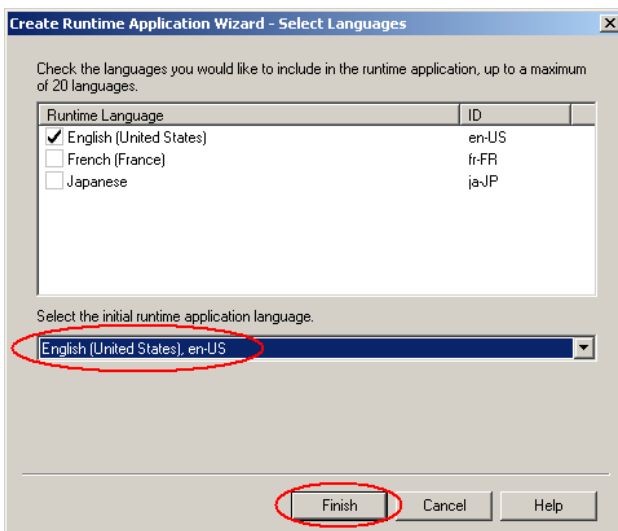 Create Runtime Application Wizard - Select Languages
Check the languages you would like to include in the runtime application, up to a maximum
of 20 languages.
Runtime Language ID
English (United States) en-US
French (France) fr-FR
Japanese ja-JP
Select the initial runtime application language.
English (United States), en-US
Finish Cancel Help